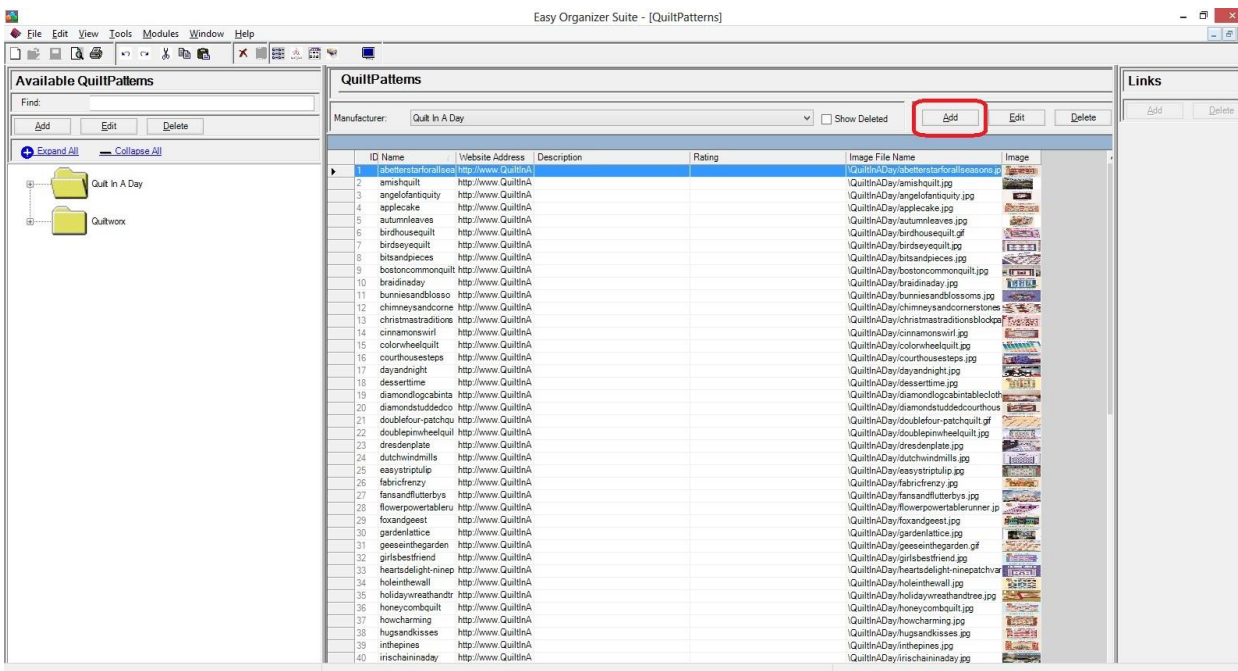 Easy Organizer Suite - [QuiltPatterns]
File Edit View Tools Modules Window Help
Available QuiltPatterns
Find:
Add Edit Delete
Expand All Collapse All
Quilt In A Day
Quiltworx
QuiltPatterns
Manufacturer: Quilt In A Day Show Deleted Add Edit Delete
ID Name Website Address Description Rating Image File Name Image
1 abetterstarforallsea http://www.QuiltInA \QuiltInADay/abetterstarforallseasons.jp
2 amishquilt http://www.QuiltInA \QuiltInADay/amishquilt.jpg
3 angelofantiquity http://www.QuiltInA \QuiltInADay/angelofantiquity.jpg
4 applecake http://www.QuiltInA \QuiltInADay/applecake.jpg
5 autumnleaves http://www.QuiltInA \QuiltInADay/autumnleaves.jpg
6 birdhousequilt http://www.QuiltInA \QuiltInADay/birdhousequilt.gif
7 birdseyequilt http://www.QuiltInA \QuiltInADay/birdseyequilt.jpg
8 bitsandpieces http://www.QuiltInA \QuiltInADay/bitsandpieces.jpg
9 bostoncommonquilt http://www.QuiltInA \QuiltInADay/bostoncommonquilt.jpg
10 braidinaday http://www.QuiltInA \QuiltInADay/braidinaday.jpg
11 bunniesandblosso http://www.QuiltInA \QuiltInADay/bunniesandblossoms.jpg
12 chimneysandcorne http://www.QuiltInA \QuiltInADay/chimneysandcornerstones
13 christmastraditions http://www.QuiltInA \QuiltInADay/christmastraditionsblockpa
14 cinnamonswirl http://www.QuiltInA \QuiltInADay/cinnamonswirl.jpg
15 colorwheelquilt http://www.QuiltInA \QuiltInADay/colorwheelquilt.jpg
16 courthousesteps http://www.QuiltInA \QuiltInADay/courthousesteps.jpg
17 dayandnight http://www.QuiltInA \QuiltInADay/dayandnight.jpg
18 desserttime http://www.QuiltInA \QuiltInADay/desserttime.jpg
19 diamondlogcabinta http://www.QuiltInA \QuiltInADay/diamondlogcabintablecloth
20 diamondstuddedco http://www.QuiltInA \QuiltInADay/diamondstuddedcourthous
21 doublefour-patchqu http://www.QuiltInA \QuiltInADay/doublefour-patchquilt.gif
22 doublepinwheelquil http://www.QuiltInA \QuiltInADay/doublepinwheelquilt.jpg
23 dresdenplate http://www.QuiltInA \QuiltInADay/dresdenplate.jpg
24 dutchwindmills http://www.QuiltInA \QuiltInADay/dutchwindmills.jpg
25 easystriptulip http://www.QuiltInA \QuiltInADay/easystriptulip.jpg
26 fabricfrenzy http://www.QuiltInA \QuiltInADay/fabricfrenzy.jpg
27 fansandflutterbys http://www.QuiltInA \QuiltInADay/fansandflutterbys.jpg
28 flowerpowertableru http://www.QuiltInA \QuiltInADay/flowerpowertablerunner.jp
29 foxandgeest http://www.QuiltInA \QuiltInADay/foxandgeest.jpg
30 gardenlattice http://www.QuiltInA \QuiltInADay/gardenlattice.jpg
31 geeseinthegarden http://www.QuiltInA \QuiltInADay/geeseinthegarden.gif
32 girlsbestfriend http://www.QuiltInA \QuiltInADay/girlsbestfriend.jpg
33 heartsdelight-ninep http://www.QuiltInA \QuiltInADay/heartsdelight-ninepatchvar
34 holeinthewall http://www.QuiltInA \QuiltInADay/holeinthewall.jpg
35 holidaywreathandtr http://www.QuiltInA \QuiltInADay/holidaywreathandtree.jpg
36 honeycombquilt http://www.QuiltInA \QuiltInADay/honeycombquilt.jpg
37 howcharming http://www.QuiltInA \QuiltInADay/howcharming.jpg
38 hugsandkisses http://www.QuiltInA \QuiltInADay/hugsandkisses.jpg
39 inthepines http://www.QuiltInA \QuiltInADay/inthepines.jpg
40 irischaininaday http://www.QuiltInA \QuiltInADay/irischaininaday.jpg
Links
Add Delete